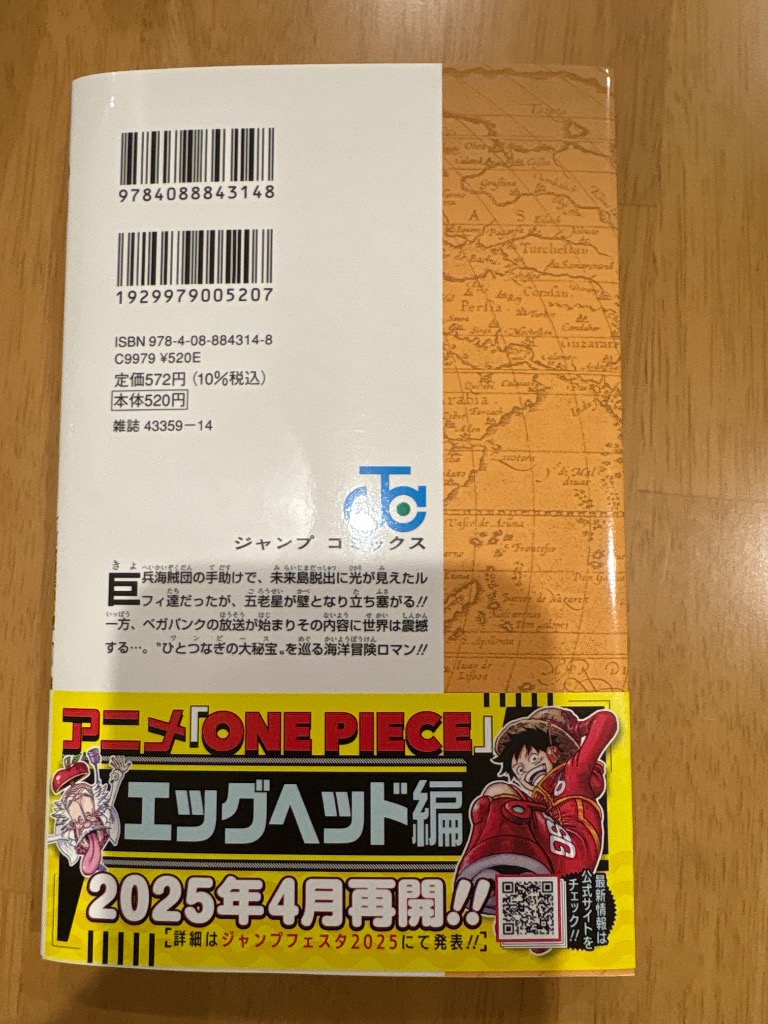 9784088843148
1929979005207
ISBN 978-4-08-884314-8
C9979 ¥520E
定価572円 (10%税込)
本体520円
雑誌 43359-14
ジャンプ コミックス
巨兵海賊団の手助けで、未来島脱出に光が見えたル
フィ達だったが、五老星が壁となり立ち塞がる!!
一方、ベガパンクの放送が始まりその内容に世界は震撼
する…。"ひとつなぎの大秘宝"を巡る海洋冒険ロマン!!
アニメ「ONE PIECE」
エッグヘッド編
2025年4月再開!!
[詳細はジャンプフェスタ2025にて発表!!]
最新情報は
公式サイトを
チェック!!
Persia
Turcheftan
Samarachand